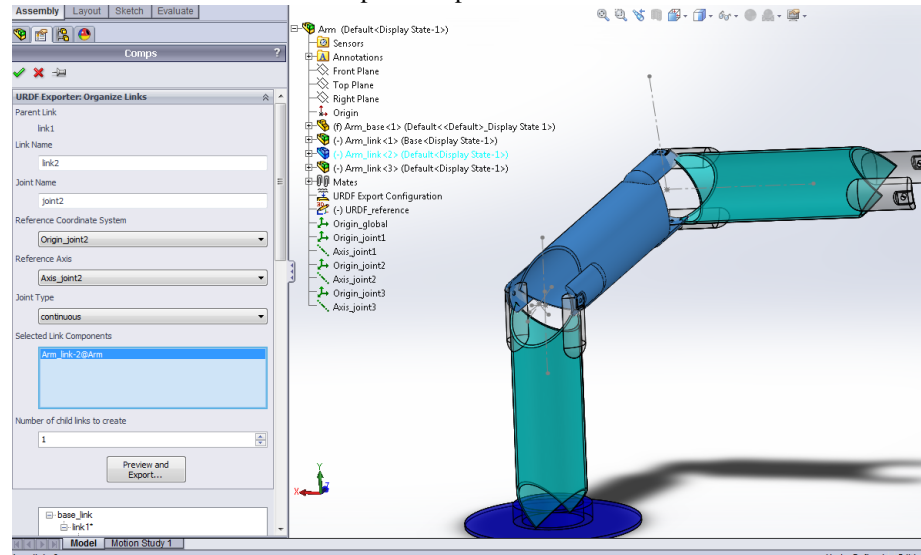 Assembly Layout Sketch Evaluate
Comps ?
URDF Exporter: Organize Links
Parent Link
link1
Link Name
link2
Joint Name
joint2
Reference Coordinate System
Origin_joint2
Reference Axis
Axis_joint2
Joint Type
continuous
Selected Link Components
Arm_link-2@Arm
Number of child links to create
1
Preview and
Export...
base_link
link1*
Arm (Default<Display State-1>)
Sensors
A Annotations
Front Plane
Top Plane
Right Plane
Origin
(f) Arm_base<1> (Default<<Default>_Display State 1>)
(-) Arm_link<1> (Base<Display State-1>)
(-) Arm_link<2> (Default<Display State-1>)
(-) Arm_link<3> (Default<Display State-1>)
Mates
URDF Export Configuration
(-) URDF_reference
Origin_global
Origin_joint1
Axis_joint1
Origin_joint2
Axis_joint2
Origin_joint3
Axis_joint3
Y
X Z
Model Motion Study 1